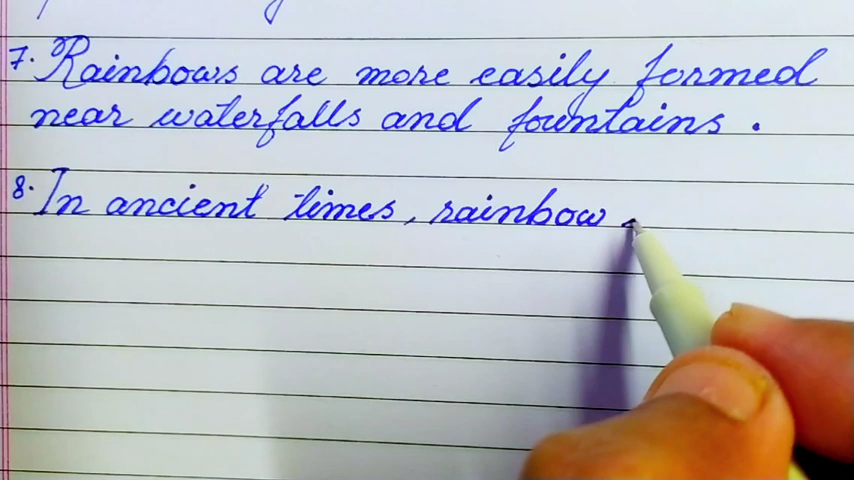 7. Rainbows are more easily formed
near waterfalls and fountains.
8. In ancient times, rainbow